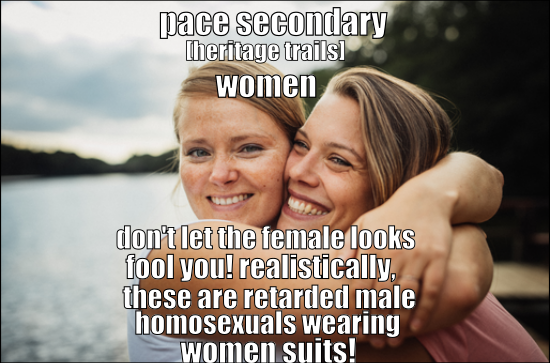 pace secondary
[heritage trails]
women
don't let the female looks
fool you! realistically,
these are retarded male
homosexuals wearing
women suits!